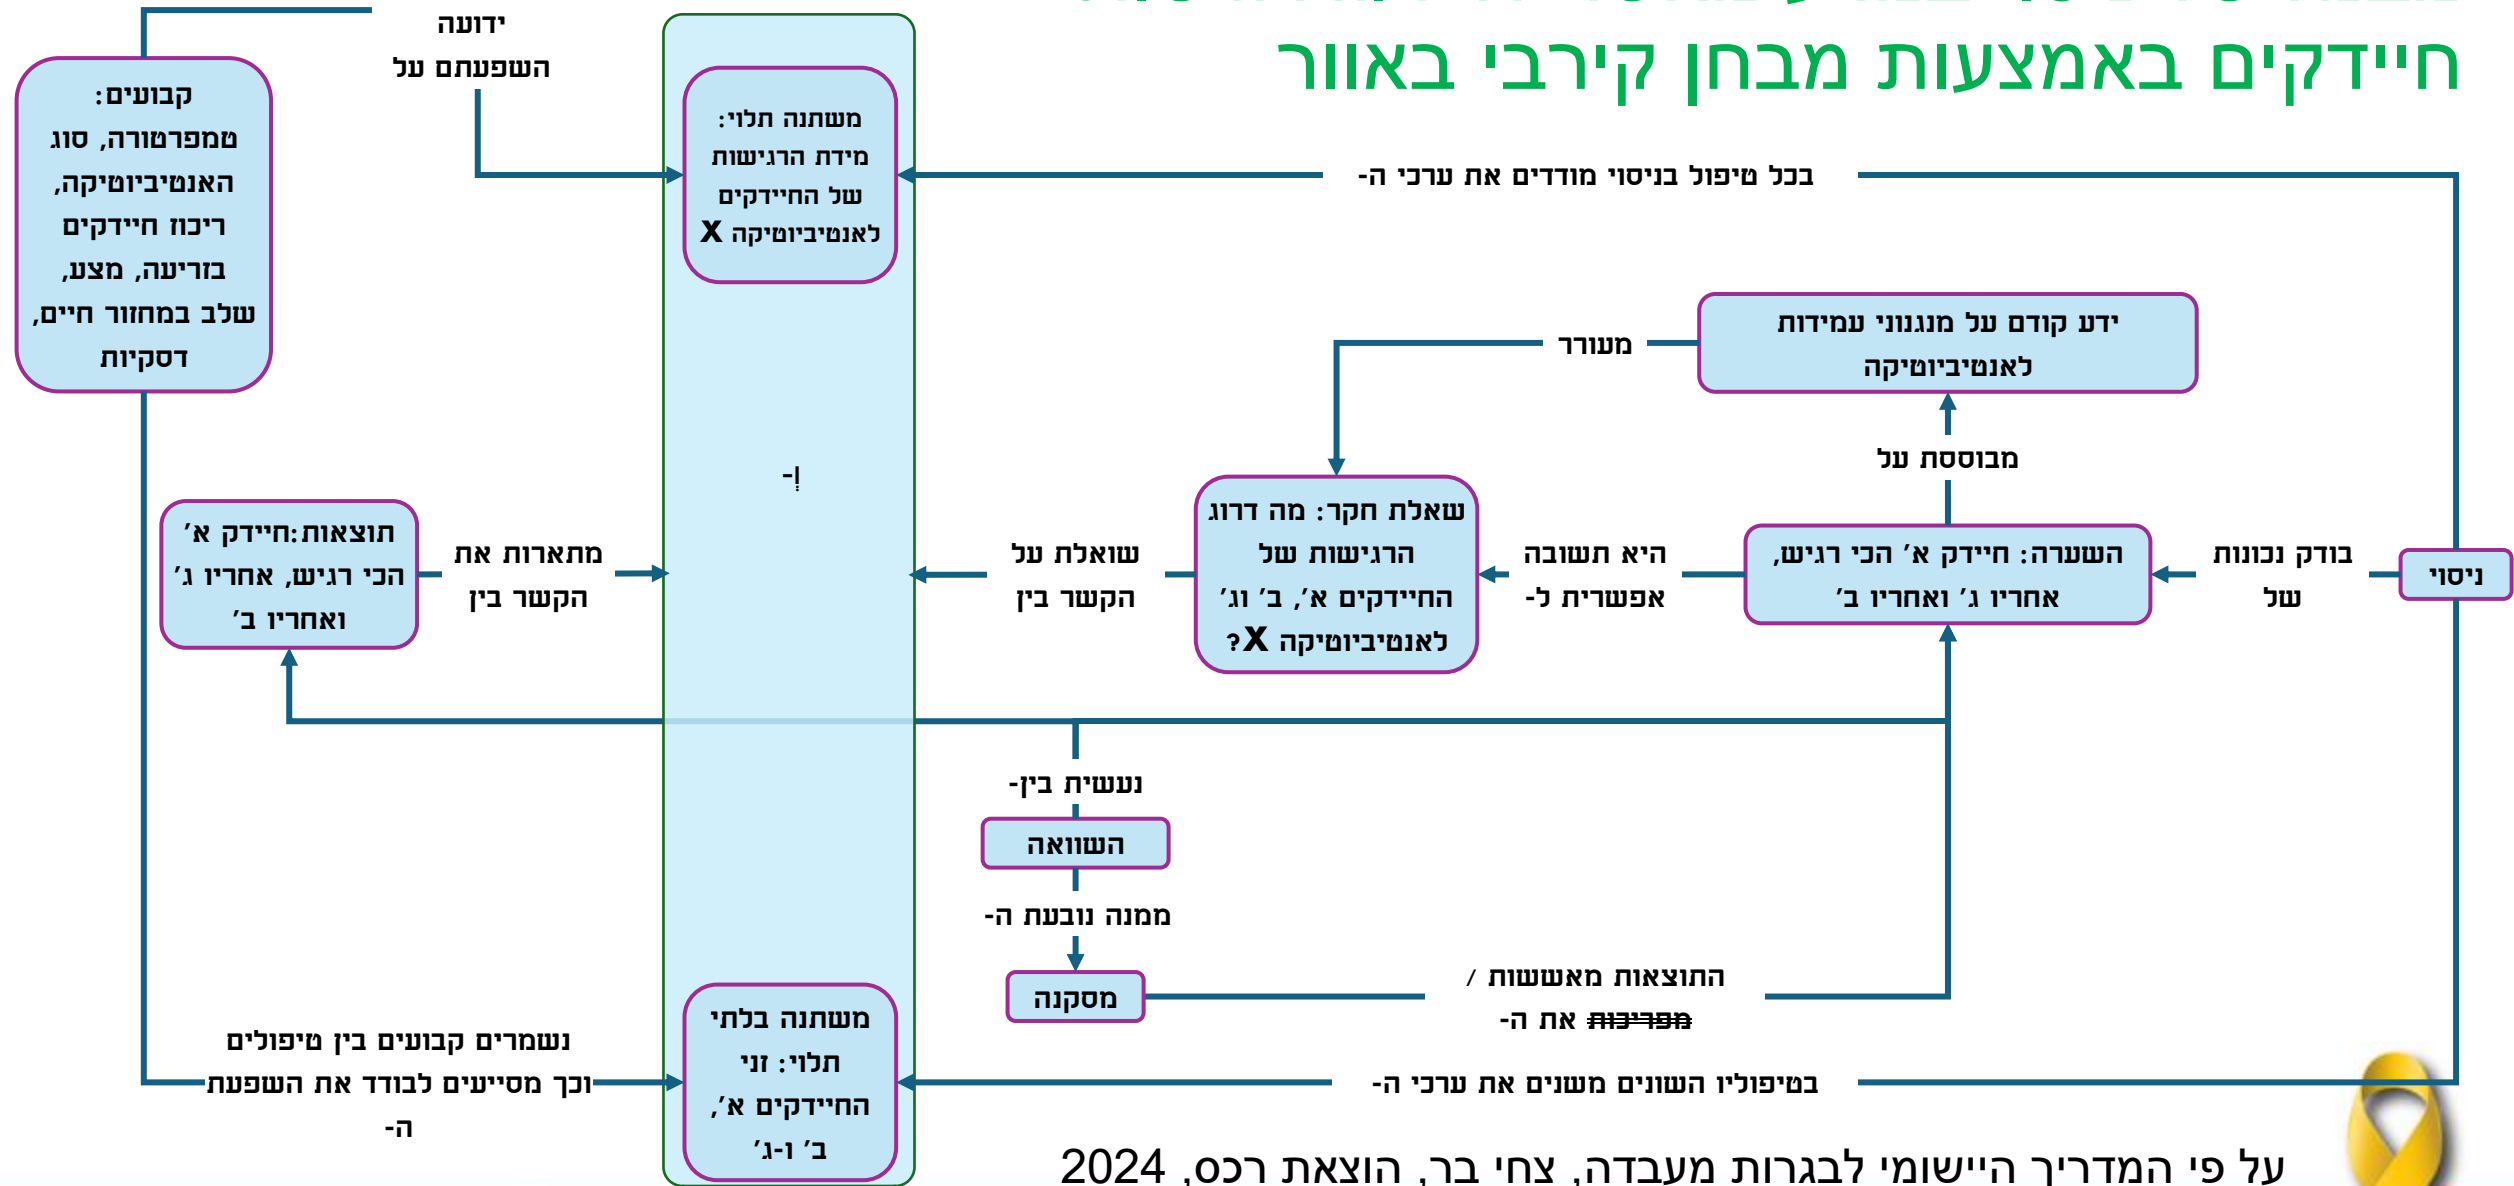 חיידקים באמצעות מבחן קירבי באוור
ידועה
השפעתם על
קבועים:
טמפרטורה, סוג
האנטיביוטיקה,
ריכוז חיידקים
בזריעה, מצע,
שלב במחזור חיים,
דסקיות
משתנה תלוי:
מידת הרגישות
של החיידקים
לאנטיביוטיקה X
בכל טיפול בניסוי מודדים את ערכי ה-
ידע קודם על מנגנוני עמידות
לאנטיביוטיקה
מעורר
מבוססת על
וְ-
ניסוי
בודק נכונות
של
השערה: חיידק א' הכי רגיש,
אחריו ג' ואחריו ב'
היא תשובה
אפשרית ל-
שאלת חקר: מה דרוג
הרגישות של
החיידקים א', ב' וג'
לאנטיביוטיקה X?
שואלת על
הקשר בין
מתארות את
הקשר בין
תוצאות:חיידק א'
הכי רגיש, אחריו ג'
ואחריו ב'
נעשית בין-
השוואה
ממנה נובעת ה-
מסקנה
התוצאות מאששות /
מפריכות את ה-
משתנה בלתי
תלוי: זני
החיידקים א',
ב' ו-ג'
בטיפוליו השונים משנים את ערכי ה-
נשמרים קבועים בין טיפולים
וכך מסייעים לבודד את השפעת
ה-
על פי המדריך היישומי לבגרות מעבדה, צחי בר, הוצאת רכס, 2024